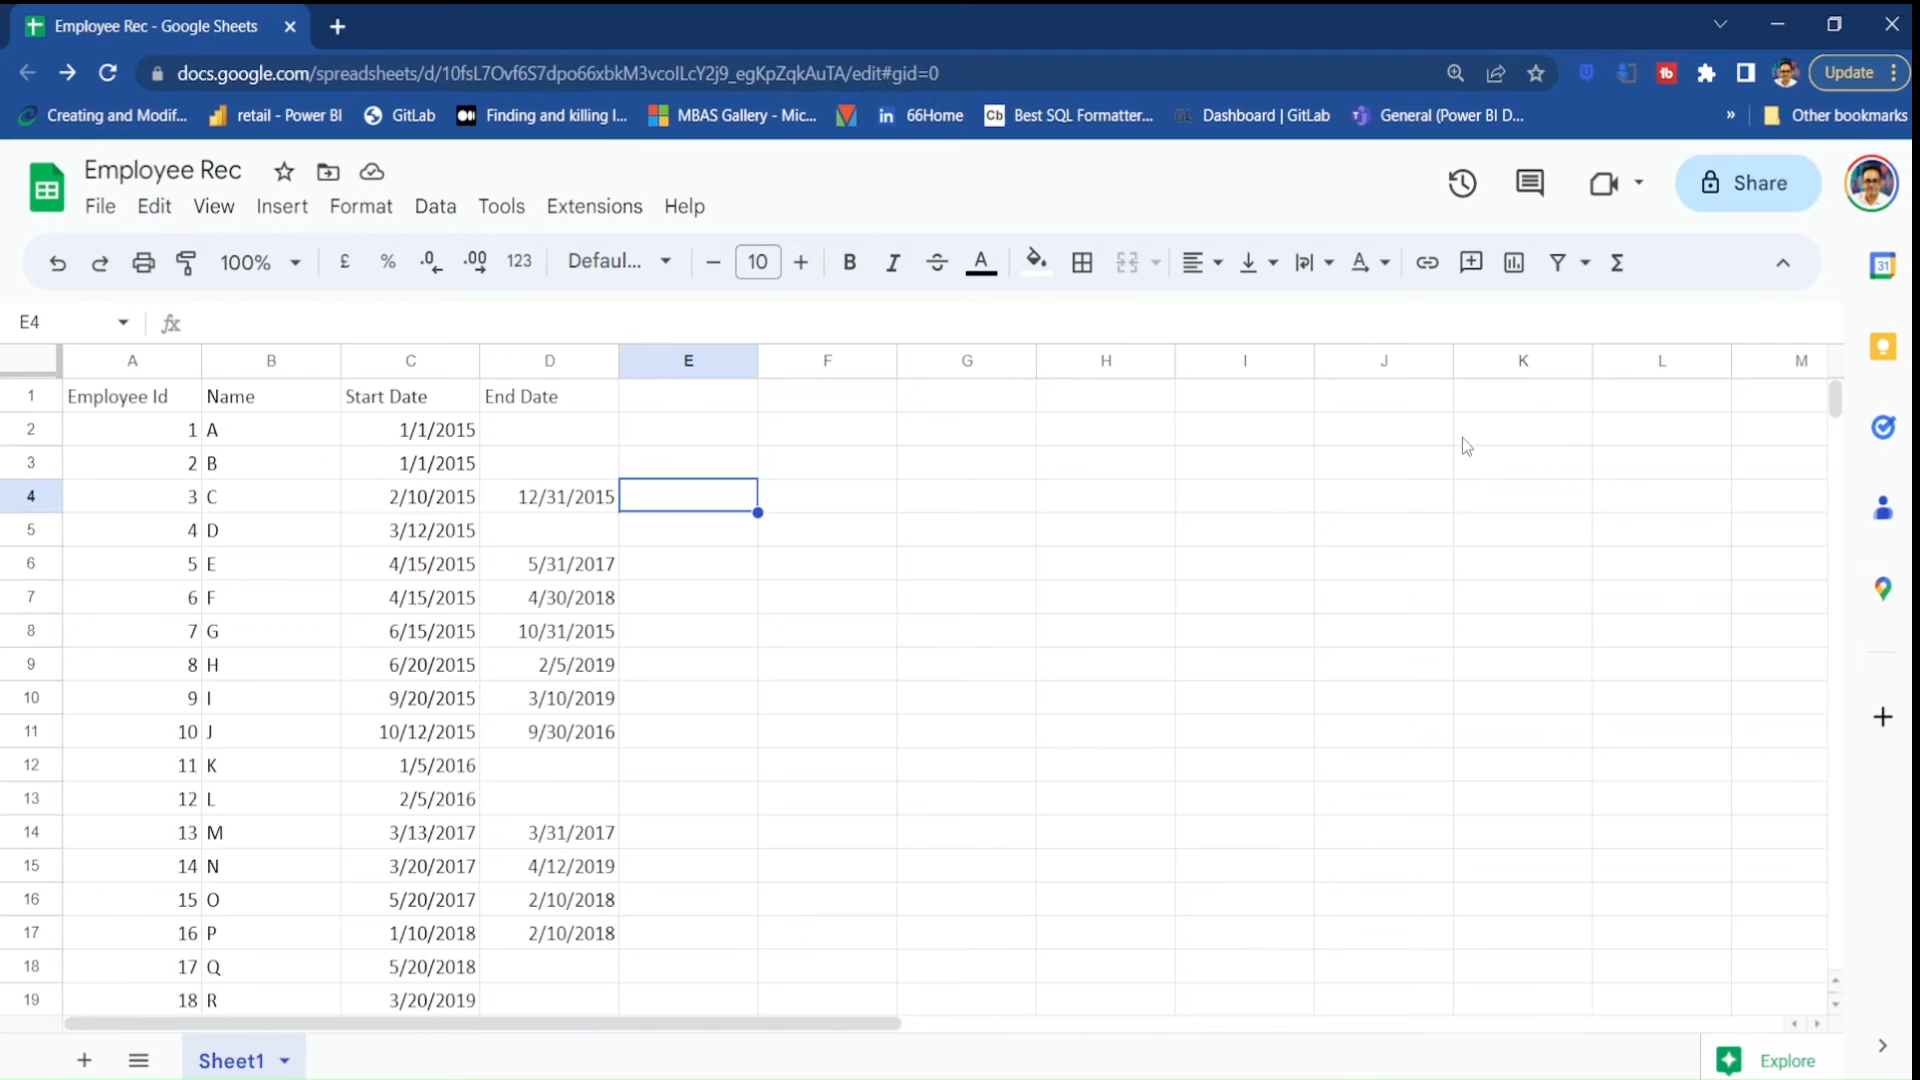 Employee Rec - Google Sheets
docs.google.com/spreadsheets/d/10fsL7Ovf6S7dpo66xbkM3vcoILcY2j9_egKpZqkAuTA/edit#gid=0
Update
Creating and Modif... retail - Power BI GitLab Finding and killing I... MBAS Gallery - Mic... in 66Home Cb Best SQL Formatter... Dashboard | GitLab General (Power BI D... » Other bookmarks
Employee Rec
Share
File Edit View Insert Format Data Tools Extensions Help
100% £ % .0 .00 123 Defaul... 10 B I A Σ
31
E4 fx
A B C D E F G H I J K L M
1 Employee Id Name Start Date End Date
2 1 A 1/1/2015
3 2 B 1/1/2015
4 3 C 2/10/2015 12/31/2015
5 4 D 3/12/2015
6 5 E 4/15/2015 5/31/2017
7 6 F 4/15/2015 4/30/2018
8 7 G 6/15/2015 10/31/2015
9 8 H 6/20/2015 2/5/2019
10 9 I 9/20/2015 3/10/2019
11 10 J 10/12/2015 9/30/2016
12 11 K 1/5/2016
13 12 L 2/5/2016
14 13 M 3/13/2017 3/31/2017
15 14 N 3/20/2017 4/12/2019
16 15 O 5/20/2017 2/10/2018
17 16 P 1/10/2018 2/10/2018
18 17 Q 5/20/2018
19 18 R 3/20/2019
Sheet1
Explore